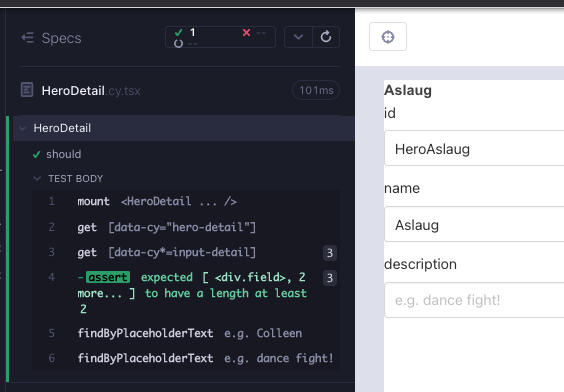 Specs
1
--
--
HeroDetail.cy.tsx
101ms
HeroDetail
should
TEST BODY
1 mount <HeroDetail ... />
2 get [data-cy="hero-detail"]
3 get [data-cy*=input-detail] 3
4 -assert expected [ <div.field>, 2 3
more... ] to have a length at least
2
5 findByPlaceholderText e.g. Colleen
6 findByPlaceholderText e.g. dance fight!
Aslaug
id
HeroAslaug
name
Aslaug
description
e.g. dance fight!